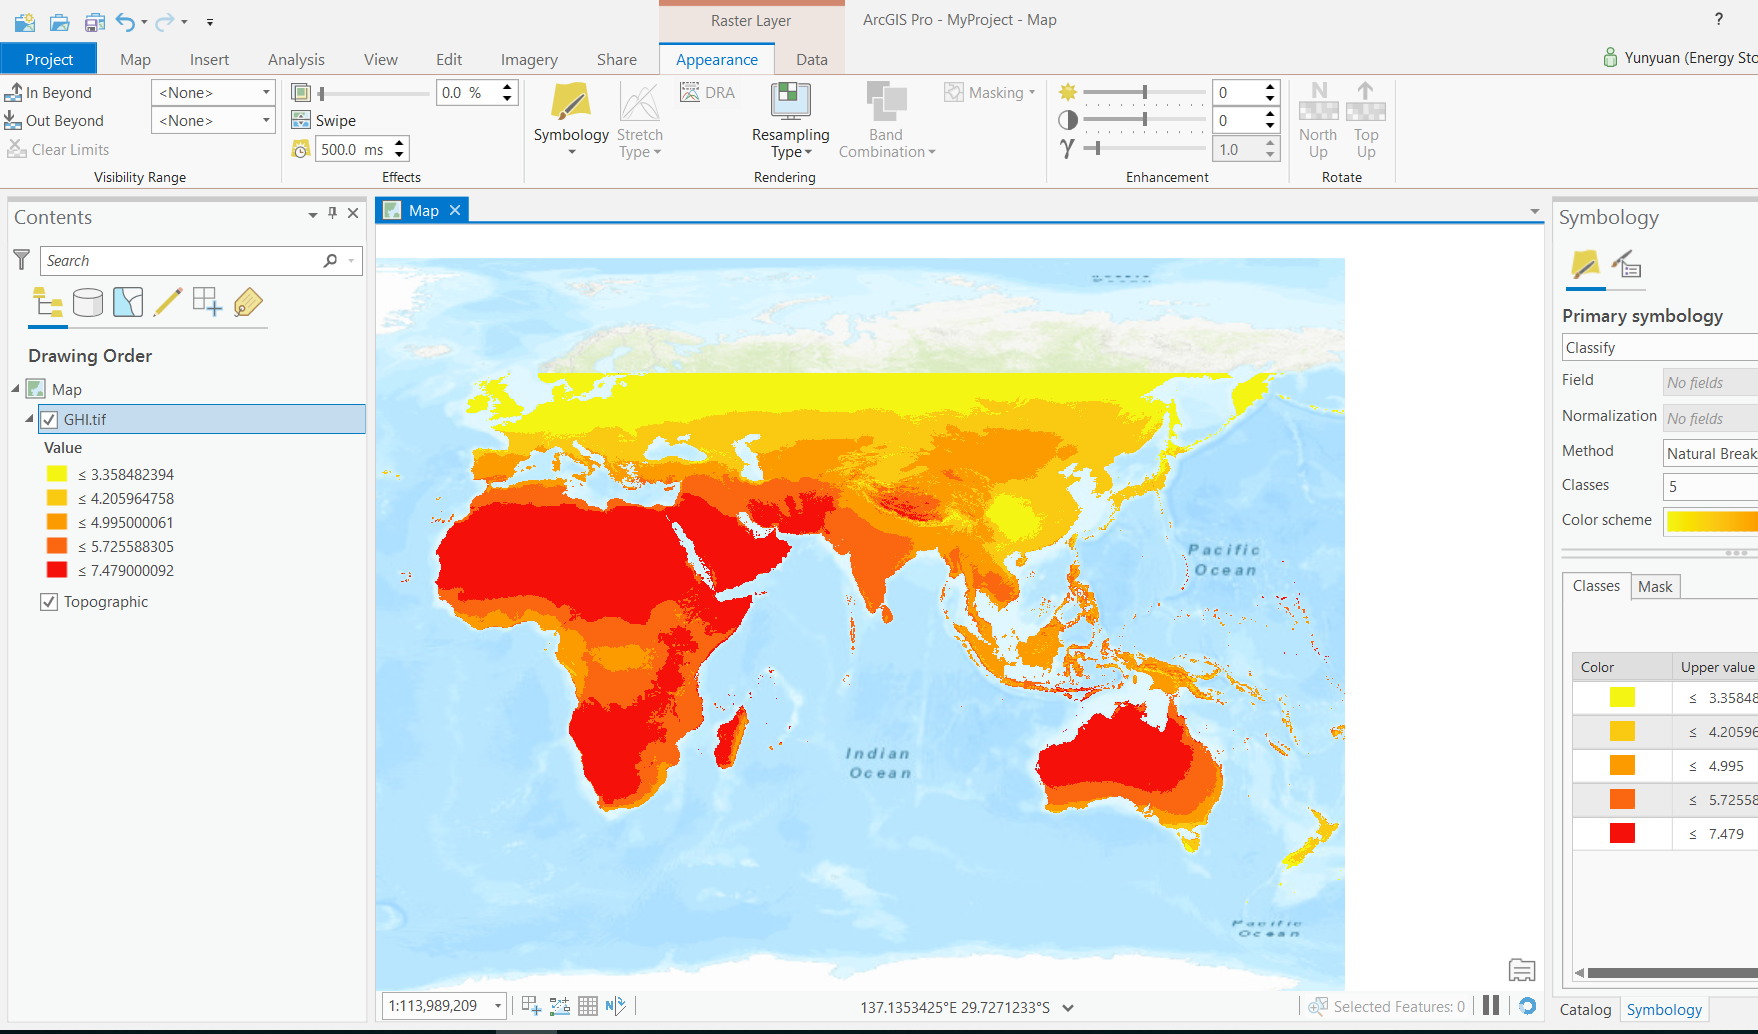 Raster Layer
ArcGIS Pro - MyProject - Map
?
Project
Map
Insert
Analysis
View
Edit
Imagery
Share
Appearance
Data
Yunyuan (Energy Sto
In Beyond
<None>
Out Beyond
<None>
Clear Limits
Visibility Range
0.0 %
Swipe
500.0 ms
Effects
Symbology
Stretch
Type
DRA
Resampling
Type
Band
Combination
Masking
Rendering
0
0
γ
1.0
Enhancement
N
North
Up
Top
Up
Rotate
Contents
Search
Drawing Order
Map
GHI.tif
Value
≤ 3.358482394
≤ 4.205964758
≤ 4.995000061
≤ 5.725588305
≤ 7.479000092
Topographic
Map
Pacific
Ocean
Indian
Ocean
Pacific
Ocean
1:113,989,209
N
137.1353425°E 29.7271233°S
Selected Features: 0
Symbology
Primary symbology
Classify
Field
No fields
Normalization
No fields
Method
Natural Break
Classes
5
Color scheme
Classes
Mask
Color
Upper value
≤ 3.35848
≤ 4.20596
≤ 4.995
≤ 5.72558
≤ 7.479
Catalog
Symbology